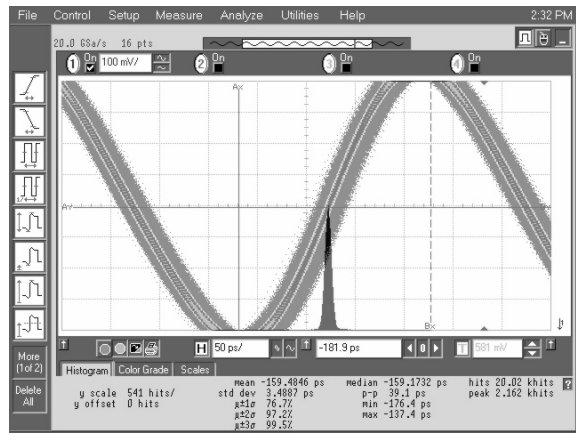 File Control Setup Measure Analyze Utilities Help 2:32 PM
20.0 GSa/s 16 pts
1 On 100 mV/ 2 On 3 On 4 On
Ax
Ay
Bx
More
(1 of 2)
Delete
All
H 50 ps/ -181.9 ps 0 T 581 mV
Histogram Color Grade Scales
mean -159.4846 ps median -159.1732 ps hits 20.02 khits
y scale 541 hits/ std dev 3.4887 ps p-p 39.1 ps peak 2.162 khits
y offset 0 hits μ±1σ 76.7% min -176.4 ps
μ±2σ 97.2% max -137.4 ps
μ±3σ 99.5%